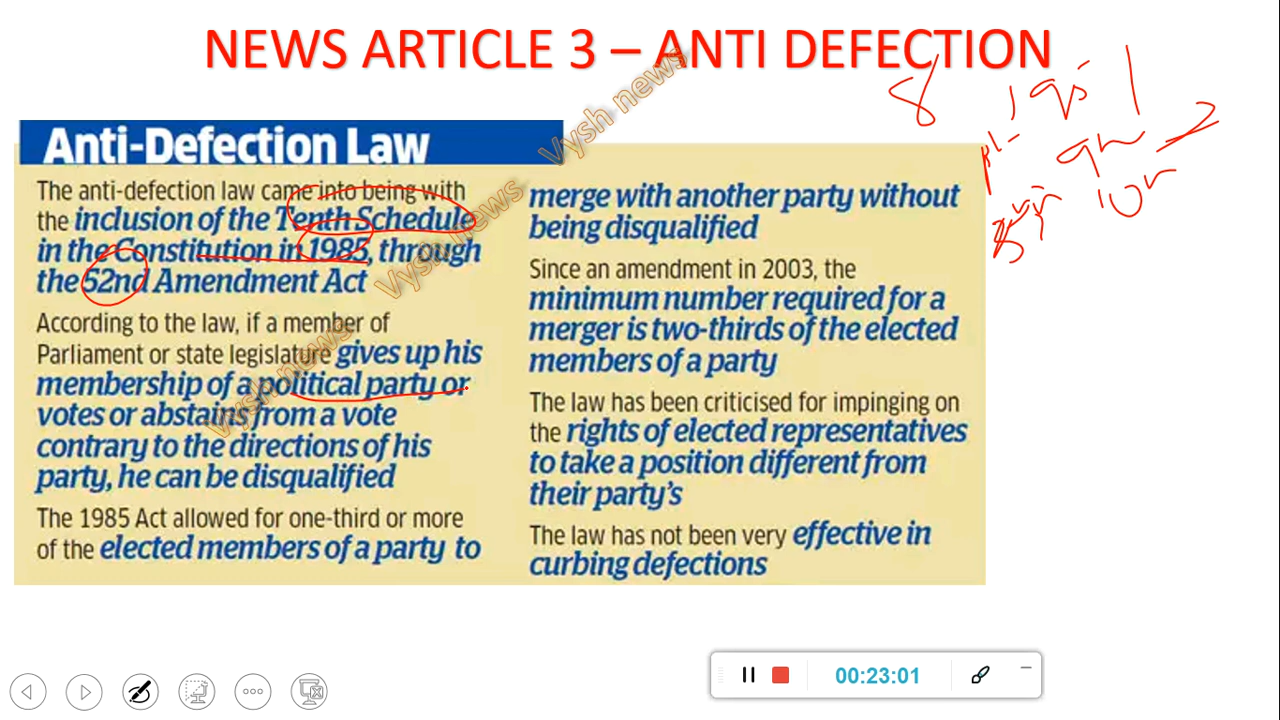 NEWS ARTICLE 3 – ANTI DEFECTION
Anti-Defection Law
The anti-defection law came into being with
the inclusion of the Tenth Schedule
in the Constitution in 1985, through
the 52nd Amendment Act
According to the law, if a member of
Parliament or state legislature gives up his
membership of a political party or
votes or abstains from a vote
contrary to the directions of his
party, he can be disqualified
The 1985 Act allowed for one-third or more
of the elected members of a party to
merge with another party without
being disqualified
Since an amendment in 2003, the
minimum number required for a
merger is two-thirds of the elected
members of a party
The law has been criticised for impinging on
the rights of elected representatives
to take a position different from
their party's
The law has not been very effective in
curbing defections
Vysh news
Vysh news
Vysh news
8
00:23:01